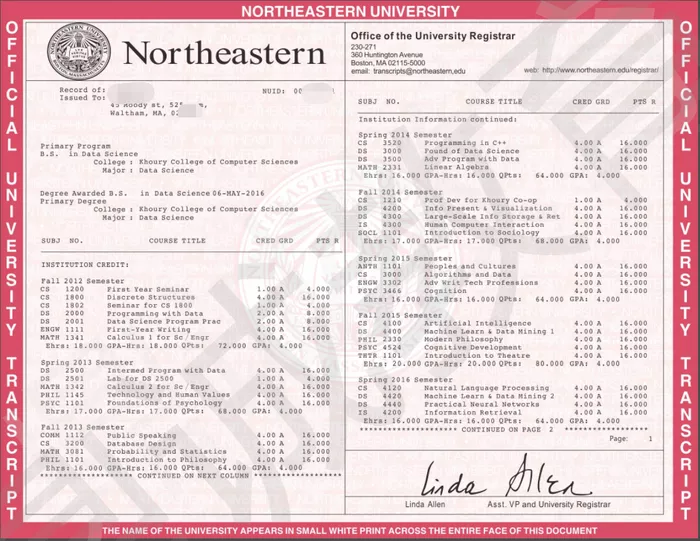 NORTHEASTERN UNIVERSITY
OFFICIAL UNIVERSITY TRANSCRIPT
Northeastern
Office of the University Registrar
230-271
360 Huntington Avenue
Boston, MA 02115-5000
email: transcripts@northeastern.edu web: http://www.northeastern.edu/registrar/
Record of:
Issued To:
NUID: 00
Waltham, MA, 02
Primary Program
B.S. in Data Science
College : Khoury College of Computer Sciences
Major : Data Science
Degree Awarded B.S. in Data Science 06-MAY-2016
Primary Degree
College : Khoury College of Computer Sciences
Major : Data Science
SUBJ NO. COURSE TITLE CRED GRD PTS R
INSTITUTION CREDIT:
Fall 2012 Semester
CS 1200 First Year Seminar 1.00 A 4.000
CS 1800 Discrete Structures 4.00 A 16.000
CS 1802 Seminar for CS 1800 1.00 A 4.000
DS 2000 Programming with Data 2.00 A 8.000
DS 2001 Data Science Program Prac 2.00 A 8.000
ENGW 1111 First-Year Writing 4.00 A 16.000
MATH 1341 Calculus 1 for Sc/Engr 4.00 A 16.000
Ehrs: 18.000 GPA-Hrs: 18.000 QPts: 72.000 GPA: 4.000
Spring 2013 Semester
DS 2500 Intermed Program with Data 4.00 A 16.000
DS 2501 Lab for DS 2500 1.00 A 4.000
MATH 1342 Calculus 2 for Sc/Engr 4.00 A 16.000
PHIL 1145 Technology and Human Values 4.00 A 16.000
PSYC 1101 Foundations of Psychology 4.00 A 16.000
Ehrs: 17.000 GPA-Hrs: 17.000 QPts: 68.000 GPA: 4.000
Fall 2013 Semester
COMM 1112 Public Speaking 4.00 A 16.000
CS 3200 Database Design 4.00 A 16.000
MATH 3081 Probability and Statistics 4.00 A 16.000
PHIL 1101 Introduction to Philosophy 4.00 A 16.000
Ehrs: 16.000 GPA-Hrs: 16.000 QPts: 64.000 GPA: 4.000
******************** CONTINUED ON NEXT COLUMN ********************
SUBJ NO. COURSE TITLE CRED GRD PTS R
Institution Information continued:
Spring 2014 Semester
CS 3520 Programming in C++ 4.00 A 16.000
DS 3000 Found of Data Science 4.00 A 16.000
DS 3500 Adv Program with Data 4.00 A 16.000
MATH 2331 Linear Algebra 4.00 A 16.000
Ehrs: 16.000 GPA-Hrs: 16.000 QPts: 64.000 GPA: 4.000
Fall 2014 Semester
CS 1210 Prof Dev for Khoury Co-op 1.00 A 4.000
DS 4200 Info Present & Visualization 4.00 A 16.000
DS 4300 Large-Scale Info Storage & Ret 4.00 A 16.000
IS 4300 Human Computer Interaction 4.00 A 16.000
SOCL 1101 Introduction to Sociology 4.00 A 16.000
Ehrs: 17.000 GPA-Hrs: 17.000 QPts: 68.000 GPA: 4.000
Spring 2015 Semester
ANTH 1101 Peoples and Cultures 4.00 A 16.000
CS 3000 Algorithms and Data 4.00 A 16.000
ENGW 3302 Adv Writ Tech Professions 4.00 A 16.000
PSYC 3466 Cognition 4.00 A 16.000
Ehrs: 16.000 GPA-Hrs: 16.000 QPts: 64.000 GPA: 4.000
Fall 2015 Semester
CS 4100 Artificial Intelligence 4.00 A 16.000
DS 4400 Machine Learn & Data Mining 1 4.00 A 16.000
PHIL 2330 Modern Philosophy 4.00 A 16.000
PSYC 4524 Cognitive Development 4.00 A 16.000
THTR 1101 Introduction to Theatre 4.00 A 16.000
Ehrs: 20.000 GPA-Hrs: 20.000 QPts: 80.000 GPA: 4.000
Spring 2016 Semester
CS 4120 Natural Language Processing 4.00 A 16.000
DS 4420 Machine Learn & Data Mining 2 4.00 A 16.000
DS 4440 Practical Neural Networks 4.00 A 16.000
IS 4200 Information Retrieval 4.00 A 16.000
Ehrs: 16.000 GPA-Hrs: 16.000 QPts: 64.000 GPA: 4.000
******************** CONTINUED ON PAGE 2 *****************
Page: 1
Linda Allen
Linda Allen Asst. VP and University Registrar
OFFICIAL UNIVERSITY TRANSCRIPT
THE NAME OF THE UNIVERSITY APPEARS IN SMALL WHITE PRINT ACROSS THE ENTIRE FACE OF THIS DOCUMENT